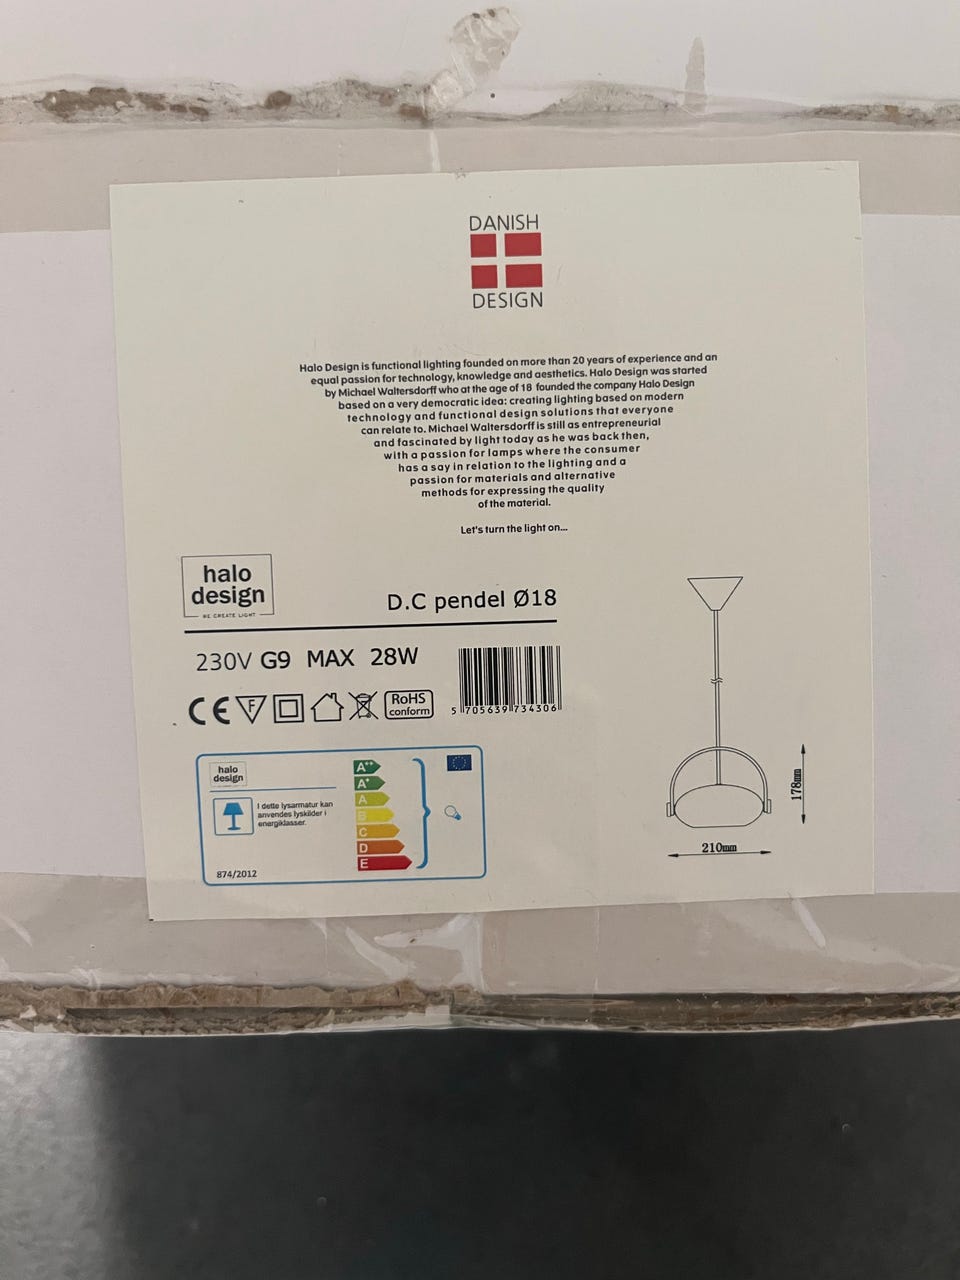 DANISH
DESIGN
Halo Design is functional lighting founded on more than 20 years of experience and an
equal passion for technology, knowledge and aesthetics. Halo Design was started
by Michael Waltersdorff who at the age of 18 founded the company Halo Design
based on a very democratic idea: creating lighting based on modern
technology and functional design solutions that everyone
can relate to. Michael Waltersdorff is still as entrepreneurial
and fascinated by light today as he was back then,
with a passion for lamps where the consumer
has a say in relation to the lighting and a
passion for materials and alternative
methods for expressing the quality
of the material.
Let's turn the light on...
halo
design
WE CREATE LIGHT
D.C pendel Ø18
230V G9 MAX 28W
CE F RoHS
conform
5 705639 734306
halo
design
I dette lysarmatur kan
anvendes lyskilder i
energiklasser.
A++
A+
A
B
C
D
E
874/2012
178mm
210mm